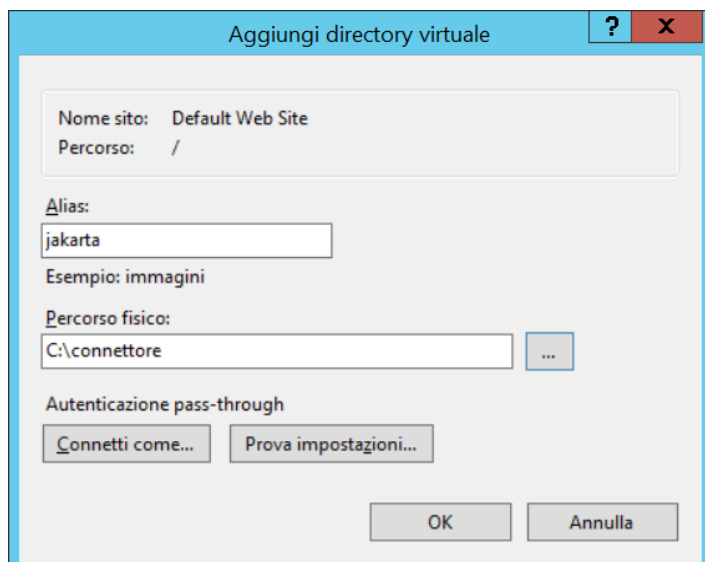 Aggiungi directory virtuale
? x
Nome sito: Default Web Site
Percorso: /
Alias:
jakarta
Esempio: immagini
Percorso fisico:
C:\connettore
...
Autenticazione pass-through
Connetti come...
Prova impostazioni...
OK
Annulla